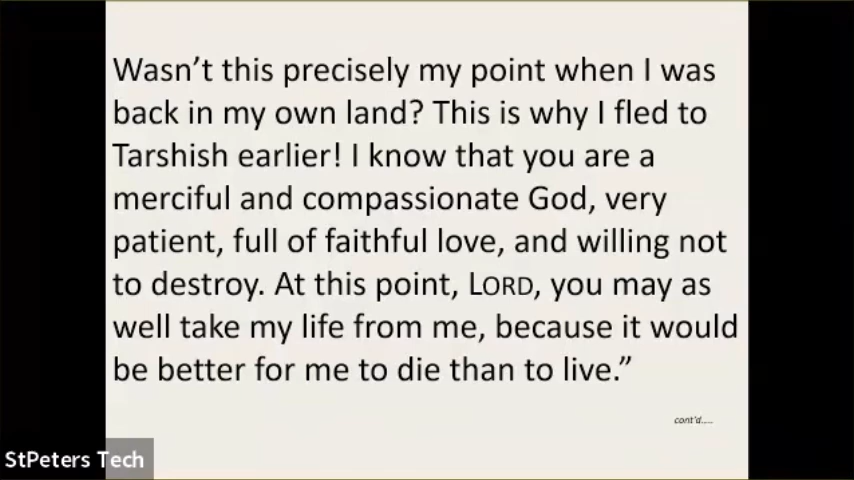 Wasn’t this precisely my point when I was
back in my own land? This is why I fled to
Tarshish earlier! I know that you are a
merciful and compassionate God, very
patient, full of faithful love, and willing not
to destroy. At this point, LORD, you may as
well take my life from me, because it would
be better for me to die than to live.”
cont’d.....
StPeters Tech